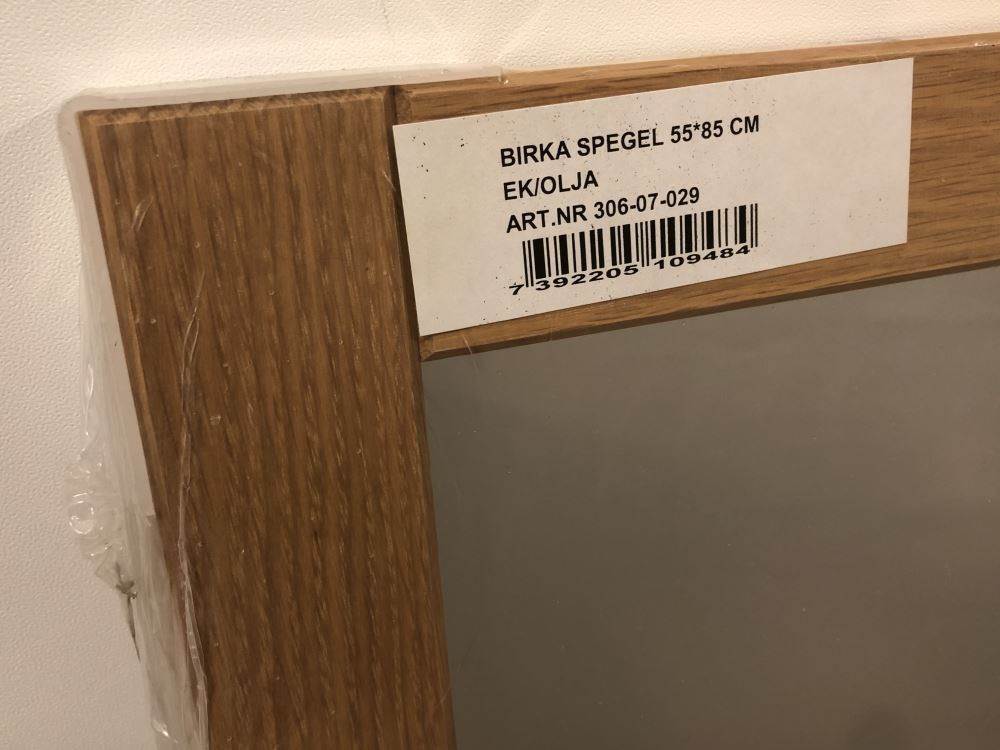 BIRKA SPEGEL 55*85 CM
EK/OLJA
ART.NR 306-07-029
7 392205 109484